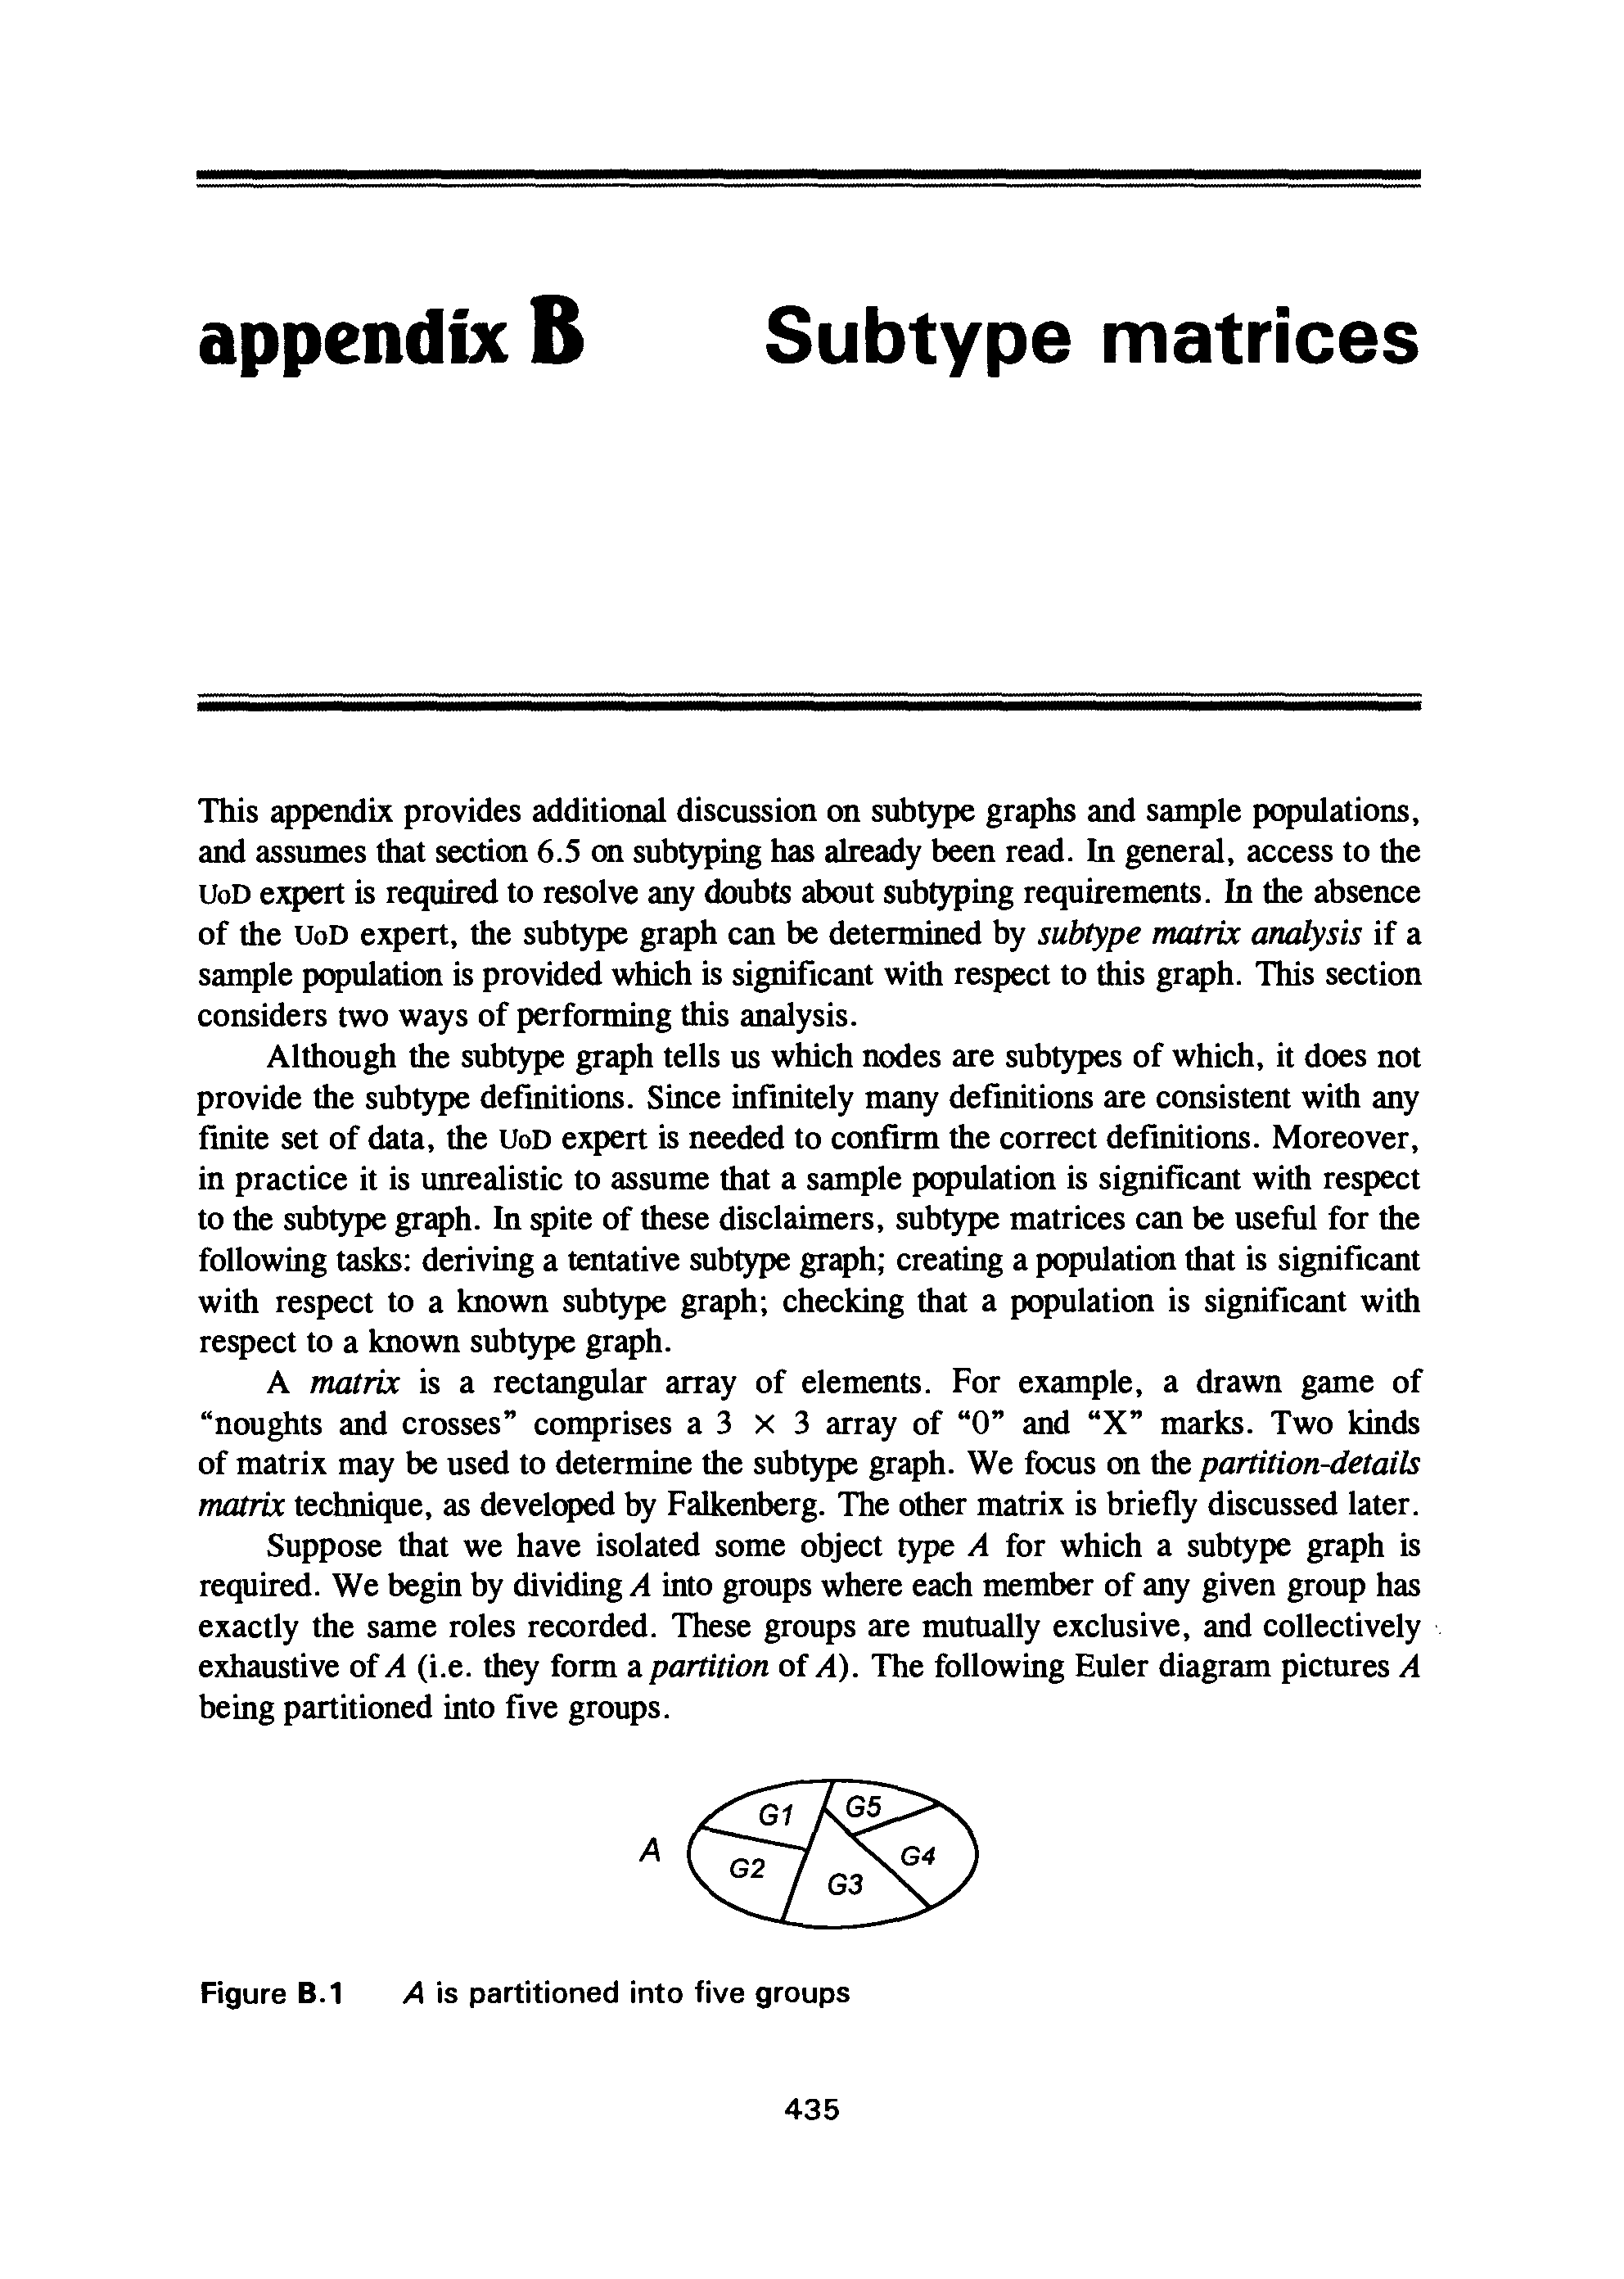 appendix B Subtype matrices
This appendix provides additional discussion on subtype graphs and sample populations,
and assumes that section 6.5 on subtyping has already been read. In general, access to the
UoD expert is required to resolve any doubts about subtyping requirements. In the absence
of the UoD expert, the subtype graph can be determined by subtype matrix analysis if a
sample population is provided which is significant with respect to this graph. This section
considers two ways of performing this analysis.
Although the subtype graph tells us which nodes are subtypes of which, it does not
provide the subtype definitions. Since infinitely many definitions are consistent with any
finite set of data, the UoD expert is needed to confirm the correct definitions. Moreover,
in practice it is unrealistic to assume that a sample population is significant with respect
to the subtype graph. In spite of these disclaimers, subtype matrices can be useful for the
following tasks: deriving a tentative subtype graph; creating a population that is significant
with respect to a known subtype graph; checking that a population is significant with
respect to a known subtype graph.
A matrix is a rectangular array of elements. For example, a drawn game of
“noughts and crosses” comprises a 3 × 3 array of “0” and “X” marks. Two kinds
of matrix may be used to determine the subtype graph. We focus on the partition-details
matrix technique, as developed by Falkenberg. The other matrix is briefly discussed later.
Suppose that we have isolated some object type A for which a subtype graph is
required. We begin by dividing A into groups where each member of any given group has
exactly the same roles recorded. These groups are mutually exclusive, and collectively
exhaustive of A (i.e. they form a partition of A). The following Euler diagram pictures A
being partitioned into five groups.
G1 G5
A G2 G3 G4
Figure B.1 A is partitioned into five groups
435